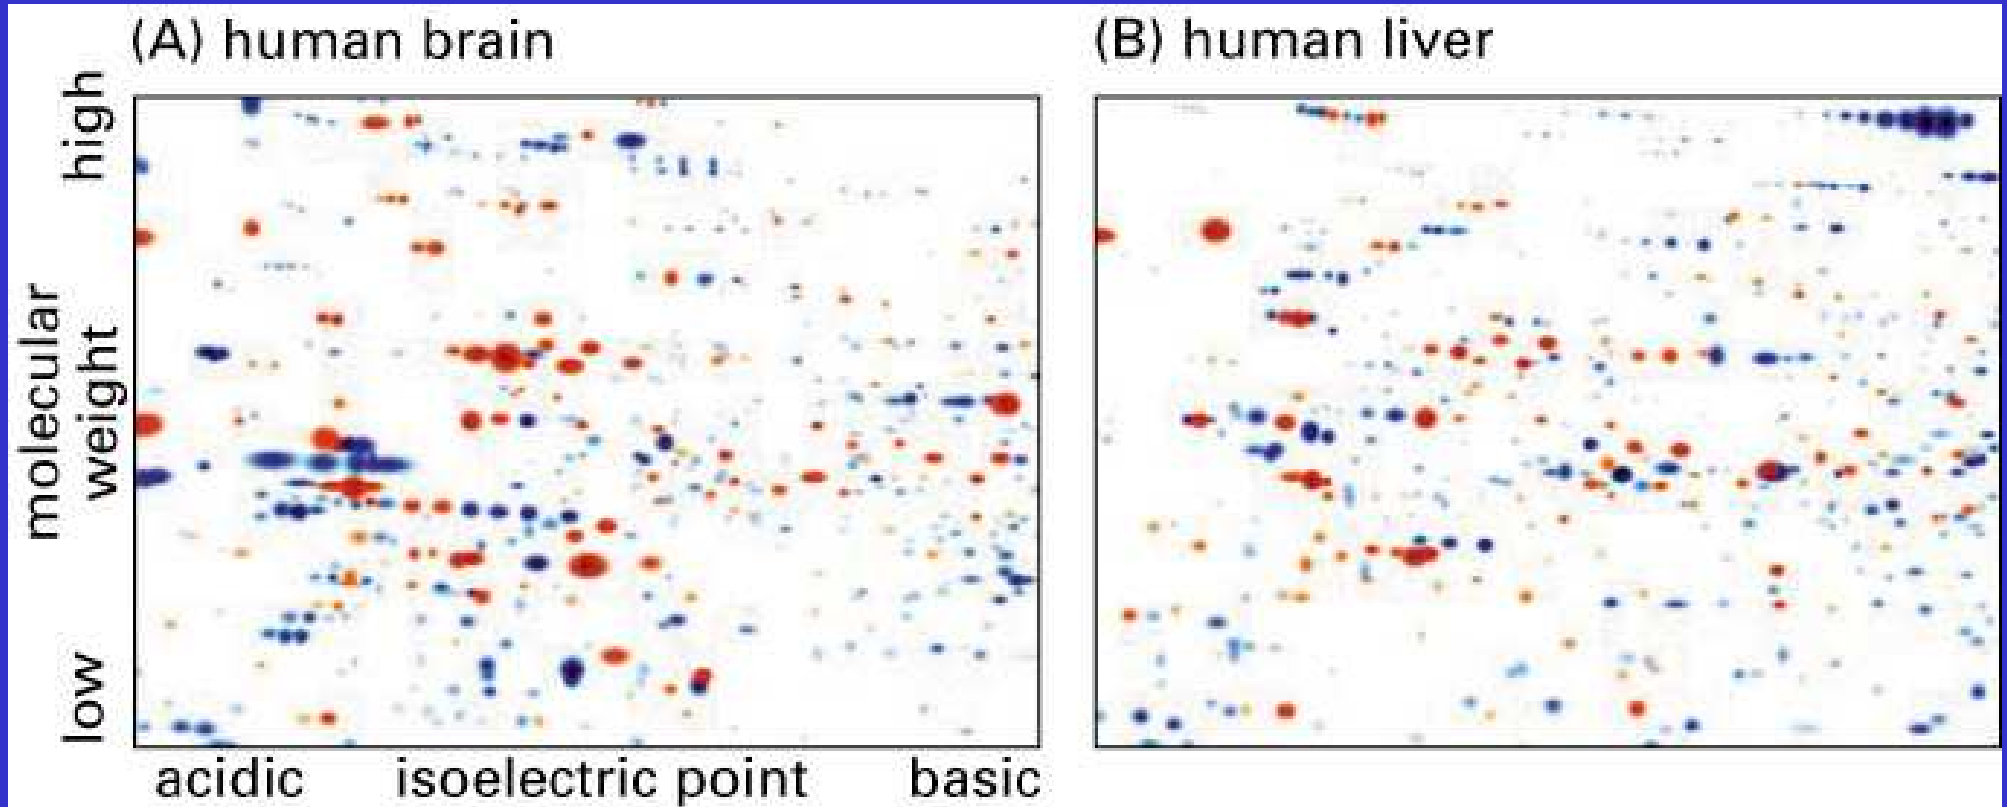 (A) human brain
(B) human liver
high
molecular
weight
low
acidic
isoelectric point
basic